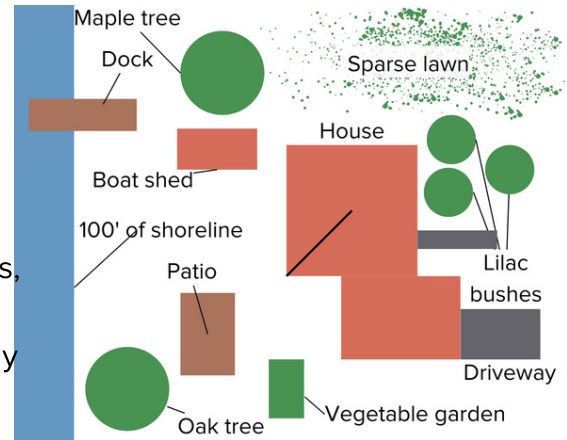 Maple tree
Dock
Sparse lawn
House
Boat shed
100' of shoreline
s,
Patio
Lilac
bushes
y
Driveway
Vegetable garden
Oak tree